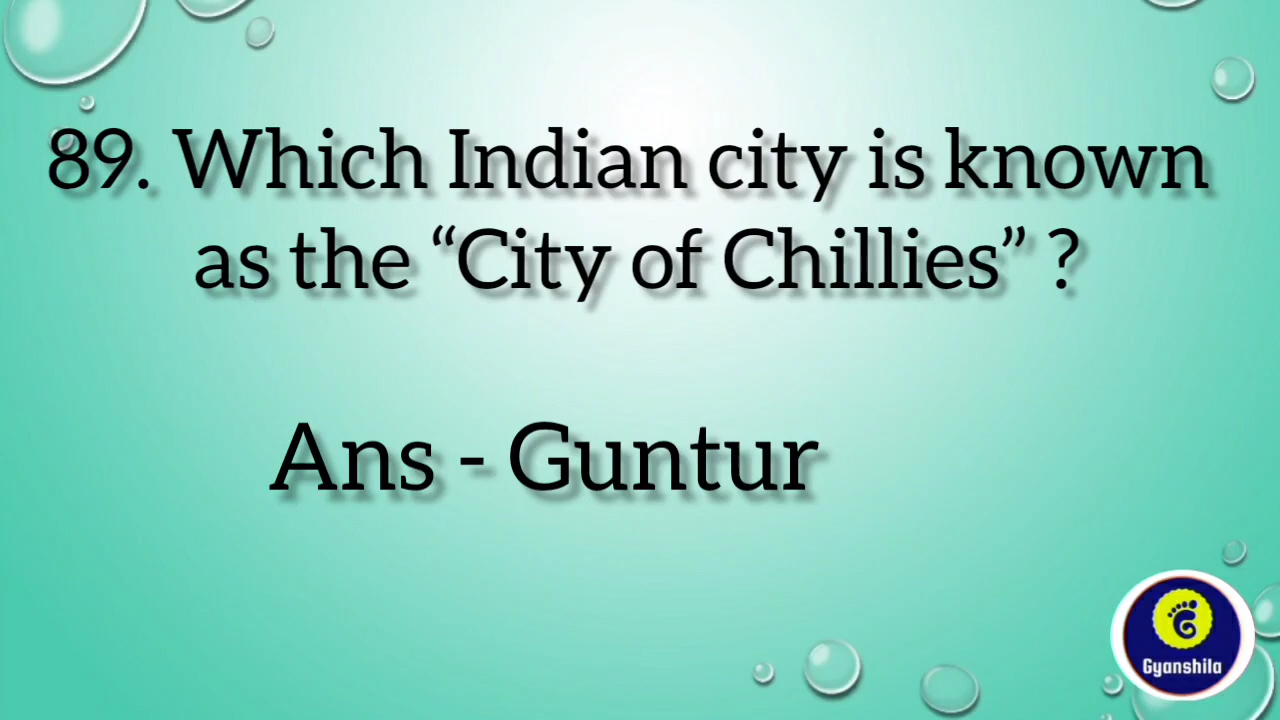 89. Which Indian city is known
as the “City of Chillies” ?
Ans - Guntur
Gyanshila